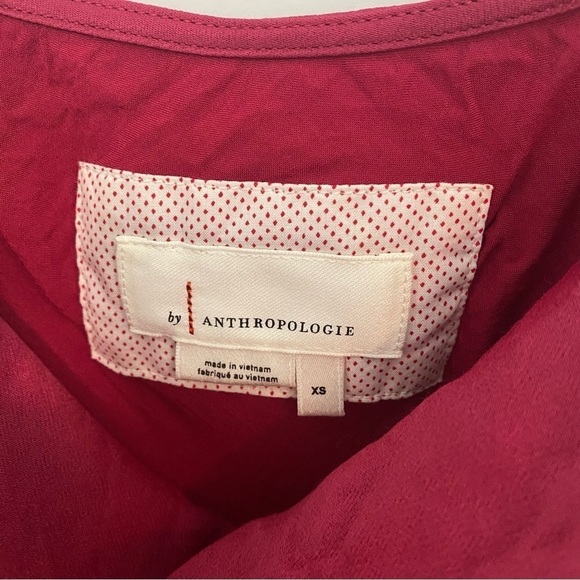 by ANTHROPOLOGIE
made in vietnam
fabriqué au vietnam
XS